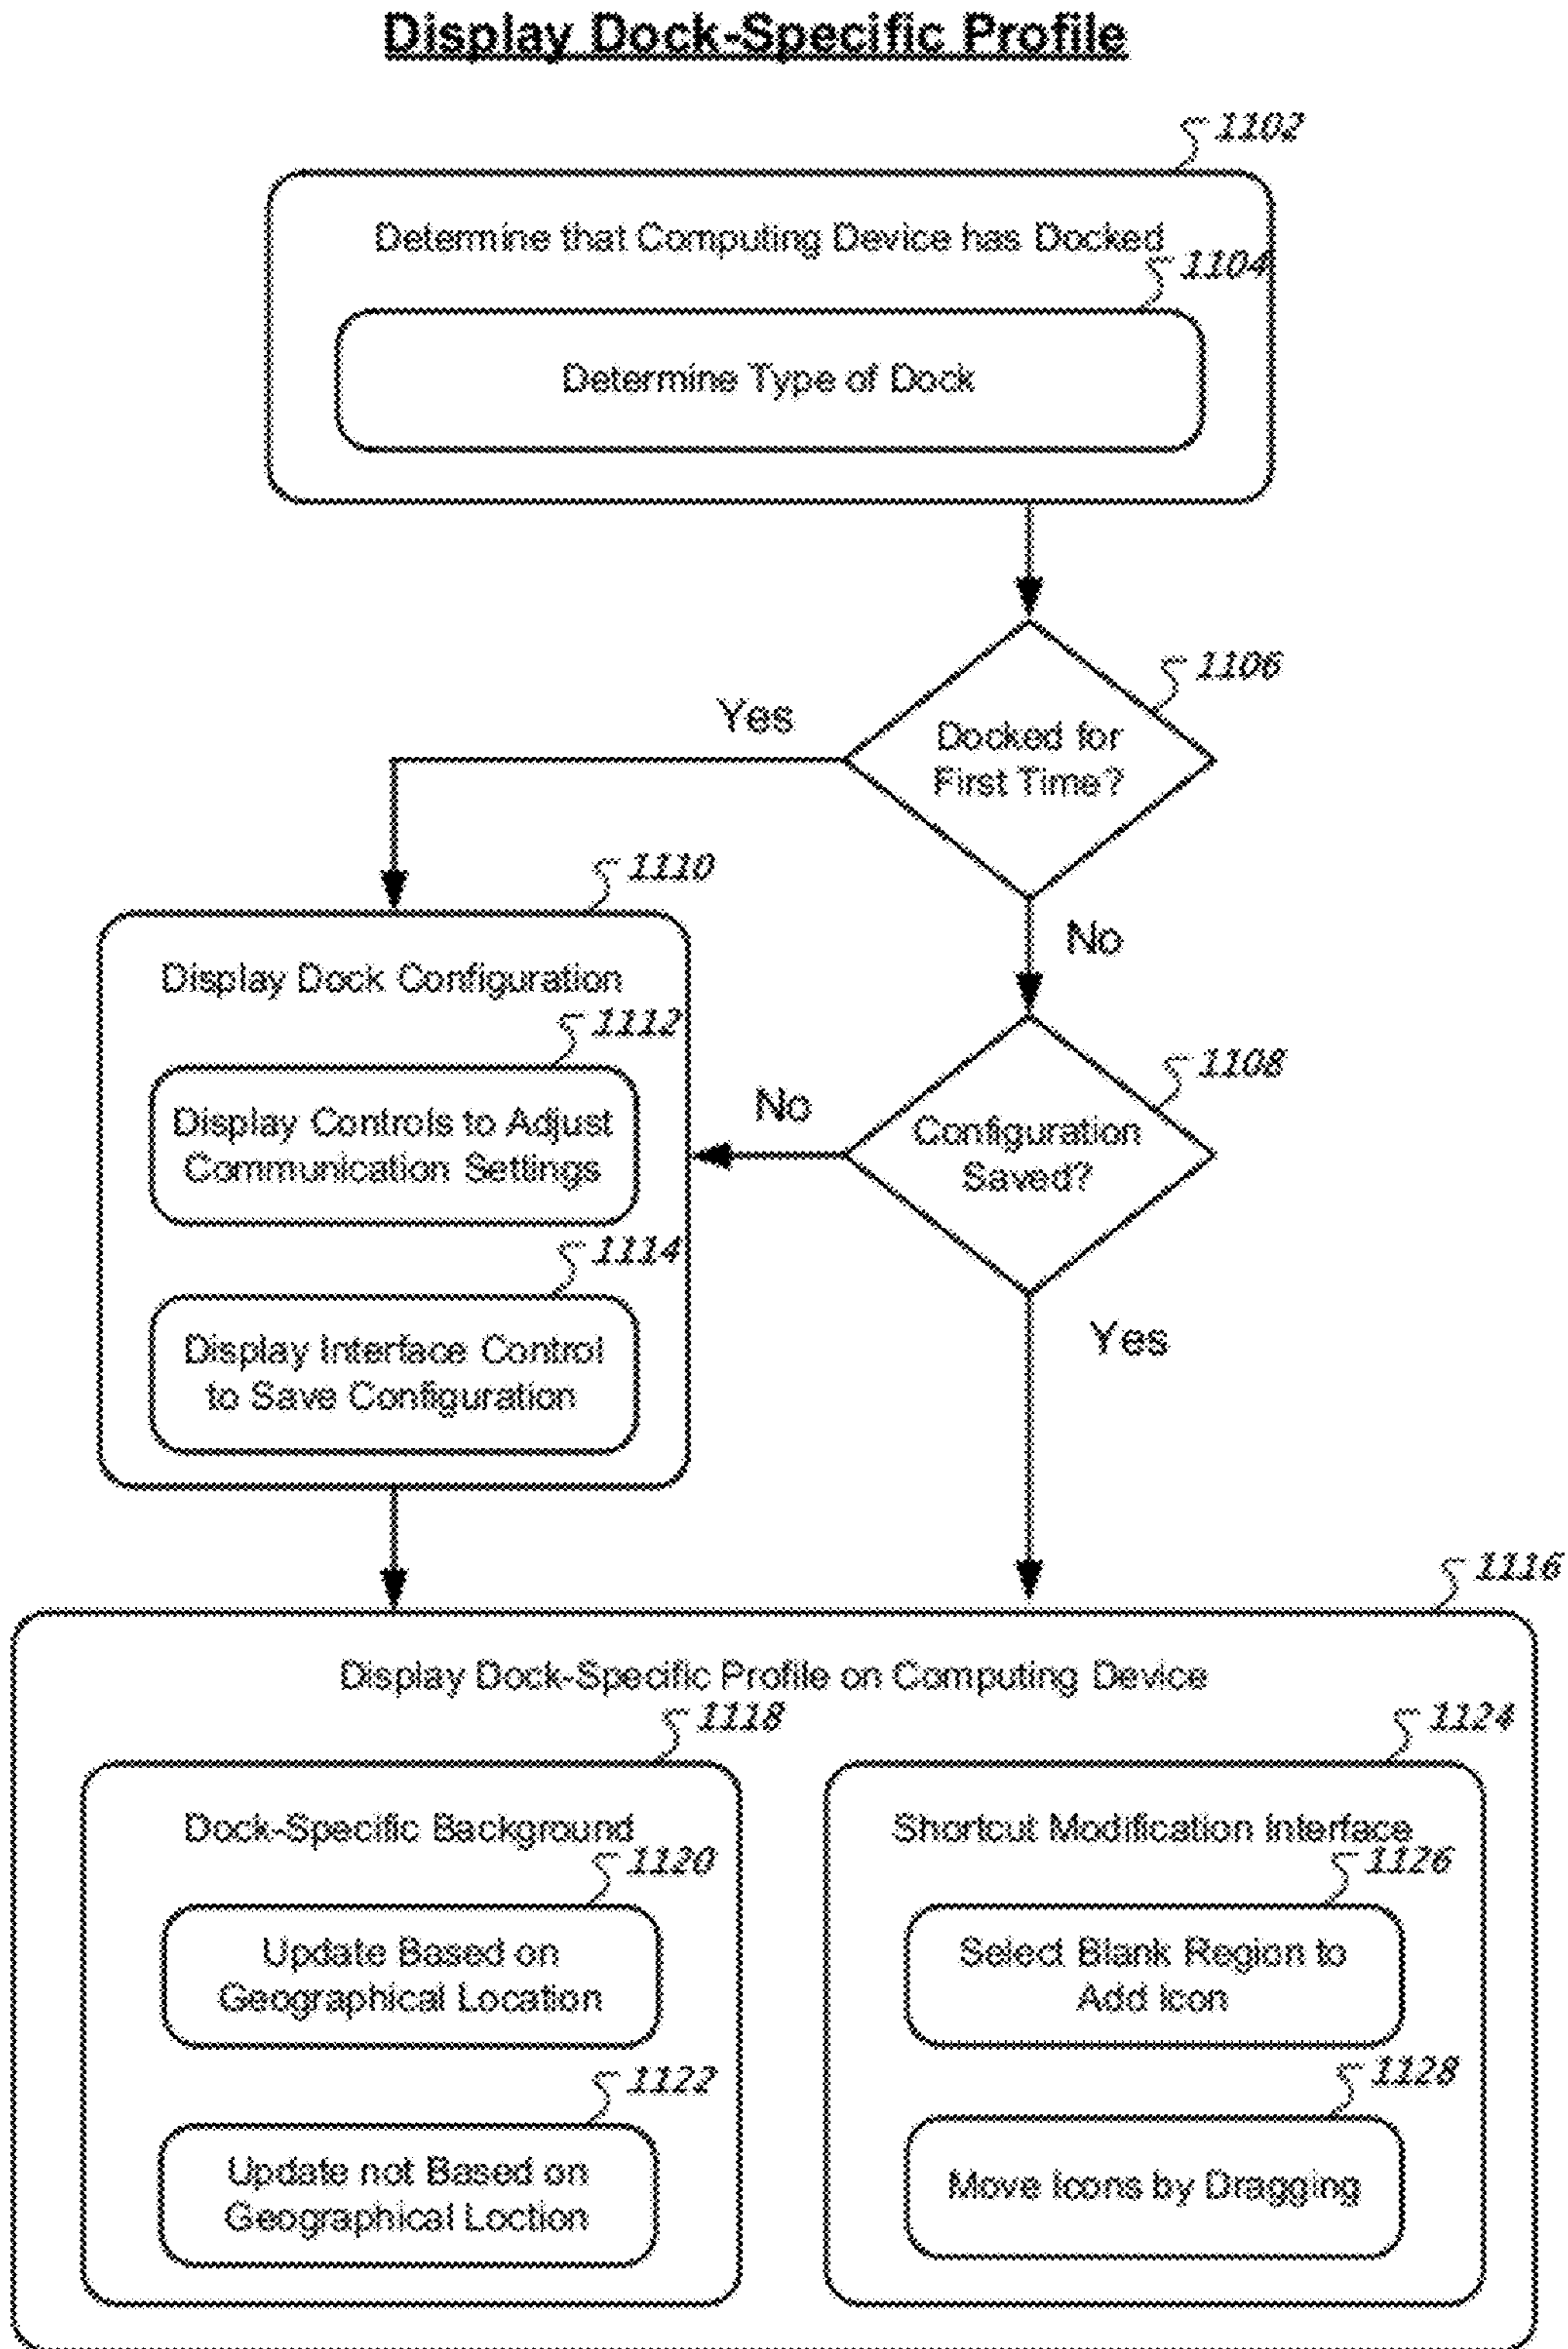 Display Dock-Specific Profile
1102
Determine that Computing Device has Docked
1104
Determine Type of Dock
1106
Docked for
First Time?
Yes
No
1110
Display Dock Configuration
1112
Display Controls to Adjust
Communication Settings
1114
Display Interface Control
to Save Configuration
1108
Configuration
Saved?
No
Yes
1116
Display Dock-Specific Profile on Computing Device
1118
Dock-Specific Background
1120
Update Based on
Geographical Location
1122
Update not Based on
Geographical Loction
1124
Shortcut Modification Interface
1126
Select Blank Region to
Add Icon
1128
Move Icons by Dragging